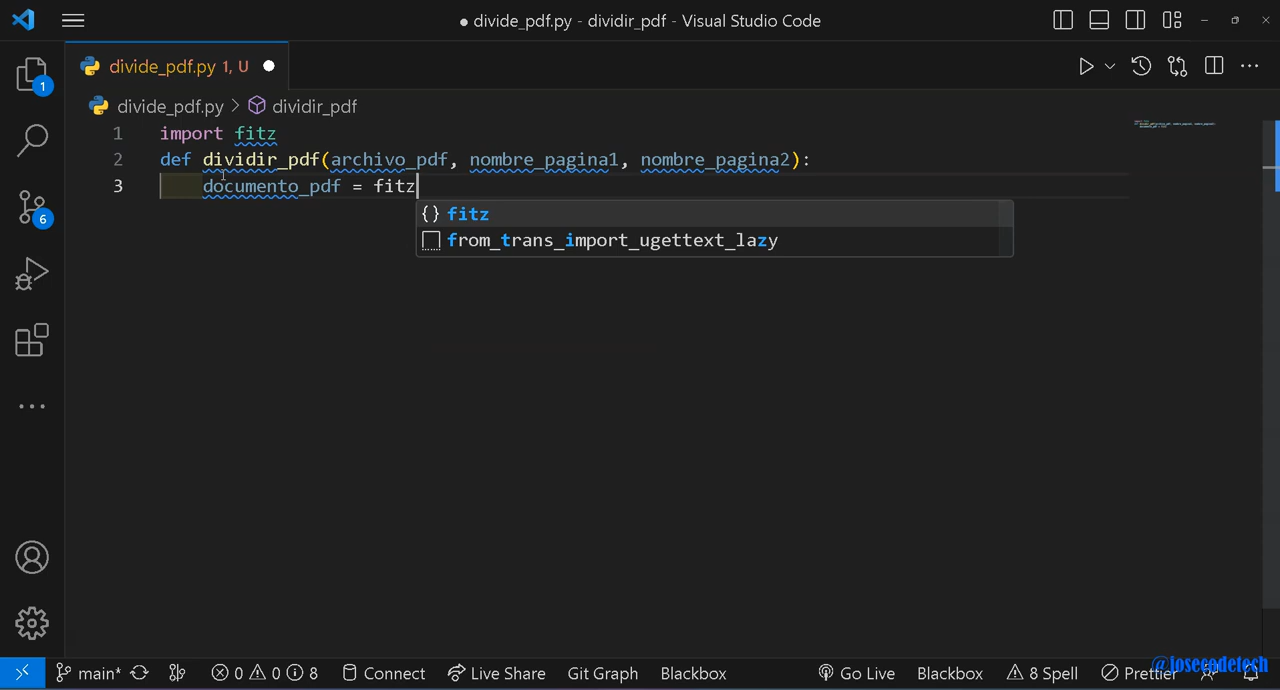 ● divide_pdf.py - dividir_pdf - Visual Studio Code
divide_pdf.py 1, U ●
divide_pdf.py > dividir_pdf
1 import fitz
2 def dividir_pdf(archivo_pdf, nombre_pagina1, nombre_pagina2):
3 documento_pdf = fitz
{} fitz
from_trans_import_ugettext_lazy
1
6
main* 0 0 8 Connect Live Share Git Graph Blackbox Go Live Blackbox 8 Spell Prettier
@josecodetech